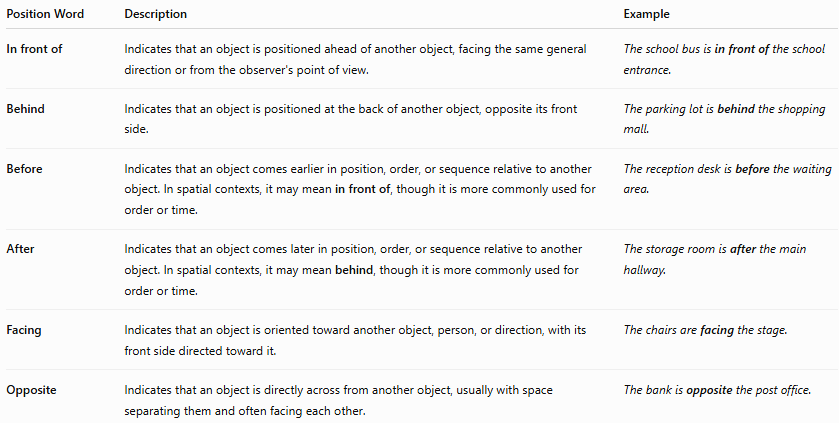 Position Word Description Example
In front of Indicates that an object is positioned ahead of another object, facing the same general The school bus is in front of the school
direction or from the observer's point of view. entrance.
Behind Indicates that an object is positioned at the back of another object, opposite its front The parking lot is behind the shopping
side. mall.
Before Indicates that an object comes earlier in position, order, or sequence relative to another The reception desk is before the waiting
object. In spatial contexts, it may mean in front of, though it is more commonly used for area.
order or time.
After Indicates that an object comes later in position, order, or sequence relative to another The storage room is after the main
object. In spatial contexts, it may mean behind, though it is more commonly used for hallway.
order or time.
Facing Indicates that an object is oriented toward another object, person, or direction, with its The chairs are facing the stage.
front side directed toward it.
Opposite Indicates that an object is directly across from another object, usually with space The bank is opposite the post office.
separating them and often facing each other.